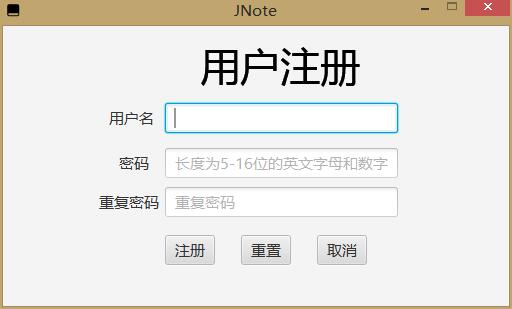 JNote
用户注册
用户名
密码 长度为5-16位的英文字母和数字
重复密码 重复密码
注册 重置 取消